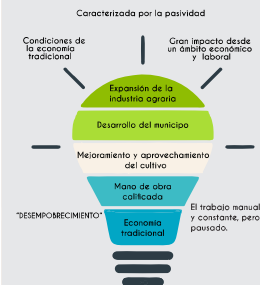 Caracterizada por la pasividad
Condiciones de
la economía
tradicional
Gran impacto desde
un ámbito económico
y laboral
Expansión de la
industria agraria
Desarrollo del municipo
Mejoramiento y aprovechamiento
del cultivo
Mano de obra
calificada
"DESEMPOBRECIMIENTO"
Economía
tradicional
El trabajo manual
y constante, pero
pausado.